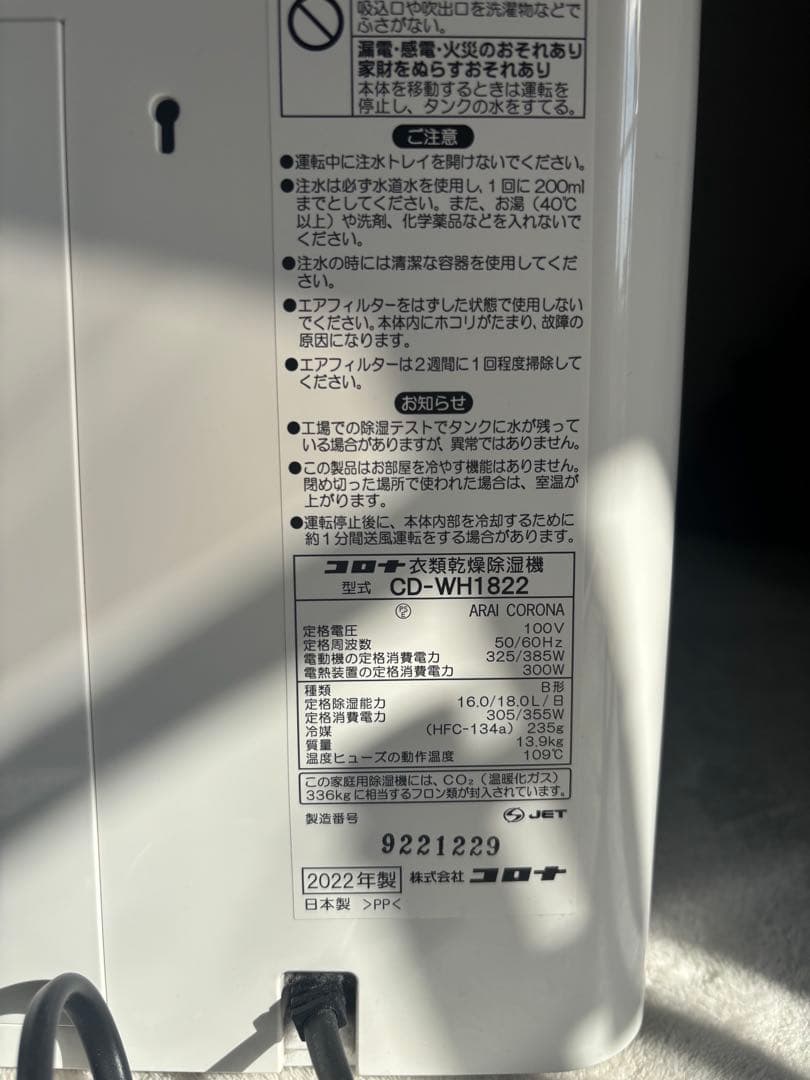 吸込口や吹出口を洗濯物などで
ふさがない。
漏電・感電・火災のおそれあり
家財をぬらすおそれあり
本体を移動するときは運転を
停止し、タンクの水をすてる。
ご注意
●運転中に注水トレイを開けないでください。
●注水は必ず水道水を使用し、1回に200ml
までとしてください。また、お湯（40℃
以上）や洗剤、化学薬品などを入れないで
ください。
●注水の時には清潔な容器を使用してくだ
さい。
●エアフィルターをはずした状態で使用しない
でください。本体内にホコリがたまり、故障の
原因になります。
●エアフィルターは2週間に1回程度掃除して
ください。
お知らせ
●工場での除湿テストでタンクに水が残って
いる場合がありますが、異常ではありません。
●この製品はお部屋を冷やす機能はありません。
閉め切った場所で使われた場合は、室温が
上がります。
●運転停止後に、本体内部を冷却するために
約1分間送風運転をする場合があります。
コロナ 衣類乾燥除湿機
型式 CD-WH1822
PSE ARAI CORONA
定格電圧 100V
定格周波数 50/60Hz
電動機の定格消費電力 325/385W
電熱装置の定格消費電力 300W
種類 B形
定格除湿能力 16.0/18.0L/日
定格消費電力 305/355W
冷媒 (HFC-134a) 235g
質量 13.9kg
温度ヒューズの動作温度 109℃
この家庭用除湿機には、CO₂（温暖化ガス）
336kgに相当するフロン類が封入されています。
製造番号 JET
9221229
2022年製 株式会社 コロナ
日本製 >PP<